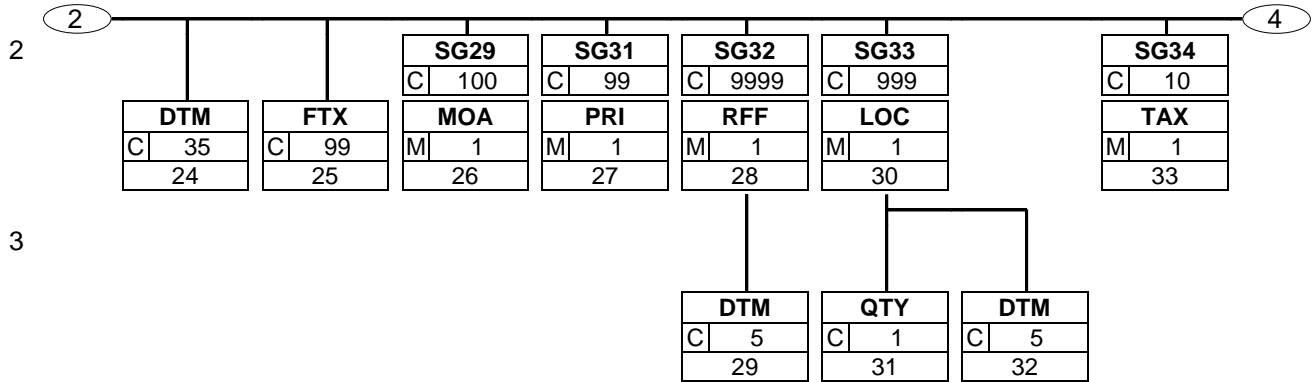 2 4
2
SG29 SG31 SG32 SG33 SG34
C 100 C 99 C 9999 C 999 C 10
DTM FTX MOA PRI RFF LOC TAX
C 35 C 99 M 1 M 1 M 1 M 1 M 1
24 25 26 27 28 30 33
3
DTM QTY DTM
C 5 C 1 C 5
29 31 32